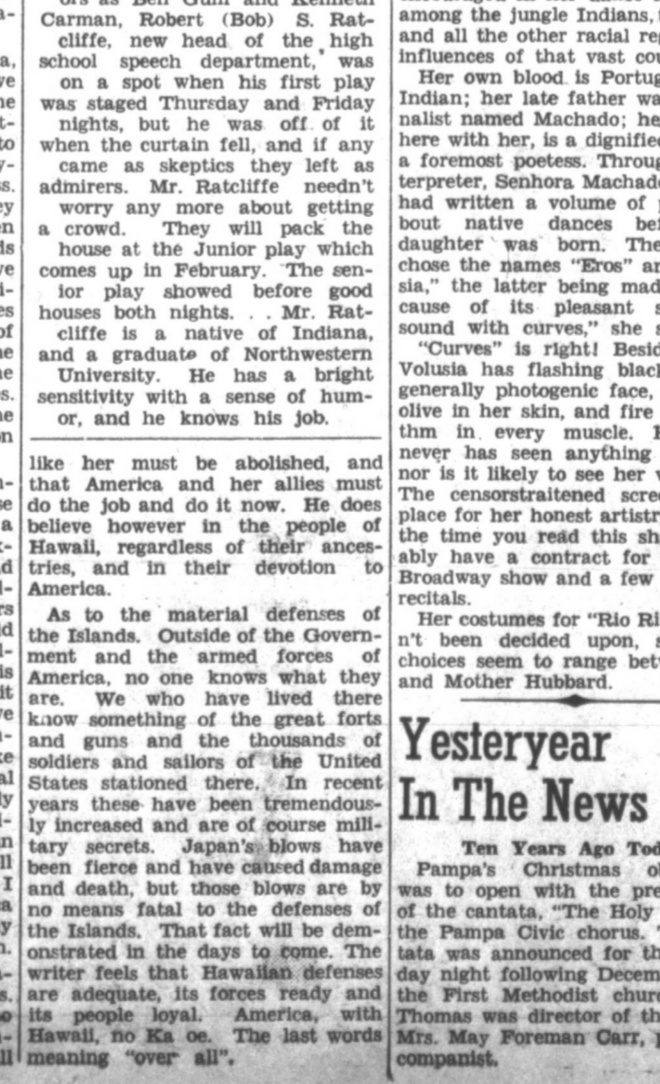 ors as Ben Guill and Kenneth
Carman, Robert (Bob) S. Rat-
cliffe, new head of the high
school speech department, was
on a spot when his first play
was staged Thursday and Friday
nights, but he was off of it
when the curtain fell, and if any
came as skeptics they left as
admirers. Mr. Ratcliffe needn't
worry any more about getting
a crowd. They will pack the
house at the Junior play which
comes up in February. The sen-
ior play showed before good
houses both nights. . . Mr. Rat-
cliffe is a native of Indiana,
and a graduate of Northwestern
University. He has a bright
sensitivity with a sense of hum-
or, and he knows his job.
like her must be abolished, and
that America and her allies must
do the job and do it now. He does
believe however in the people of
Hawaii, regardless of their ances-
tries, and in their devotion to
America.
As to the material defenses of
the Islands. Outside of the Govern-
ment and the armed forces of
America, no one knows what they
are. We who have lived there
know something of the great forts
and guns and the thousands of
soldiers and sailors of the United
States stationed there. In recent
years these have been tremendous-
ly increased and are of course mili-
tary secrets. Japan's blows have
been fierce and have caused damage
and death, but those blows are by
no means fatal to the defenses of
the Islands. That fact will be dem-
onstrated in the days to come. The
writer feels that Hawaiian defenses
are adequate, its forces ready and
its people loyal. America, with
Hawaii, no Ka oe. The last words
meaning "over all".
among the jungle Indians,
and all the other racial
influences of that vast
Her own blood is
Indian; her late father
nalist named Machado;
here with her, is a
a foremost poetess.
terpreter, Senhora
had written a volume of
bout native dances
daughter was born.
chose the names "Eros"
sia," the latter being
cause of its pleasant
sound with curves," she
"Curves" is right!
Volusia has flashing
generally photogenic face,
olive in her skin, and fire
thm in every muscle.
never has seen anything
nor is it likely to see her
The censorstraitened
place for her honest
the time you read this
ably have a contract for
Broadway show and a few
recitals.
Her costumes for "Rio
n't been decided upon,
choices seem to range
and Mother Hubbard.
Yesteryear
In The News
Ten Years Ago
Pampa's Christmas
was to open with the
of the cantata, "The Holy
the Pampa Civic chorus.
tata was announced for
day night following
the First Methodist
Thomas was director of
Mrs. May Foreman Carr,
companist.